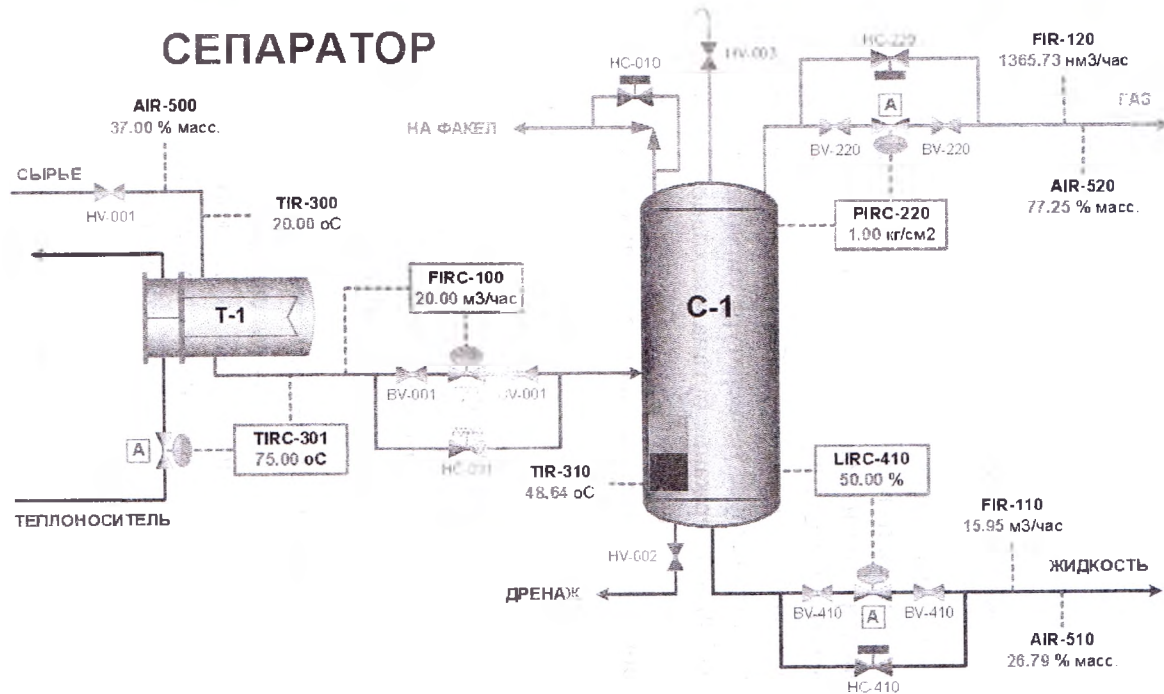 СЕПАРАТОР
AIR-500
37.00 % масс.
СЫРЬЕ
HV-001
TIR-300
20.00 оС
T-1
A
TIRC-301
75.00 оС
ТЕПЛОНОСИТЕЛЬ
FIRC-100
20.00 м3/час
BV-001
BV-001
НА ФАКЕЛ
HC-010
HV-003
C-1
TIR-310
48.64 оС
HV-002
ДРЕНАЖ
HC-220
A
BV-220
BV-220
FIR-120
1365.73 нм3/час
ГАЗ
AIR-520
77.25 % масс.
PIRC-220
1.00 кг/см2
LIRC-410
50.00 %
FIR-110
15.95 м3/час
ЖИДКОСТЬ
BV-410
A
BV-410
HC-410
AIR-510
26.79 % масс.